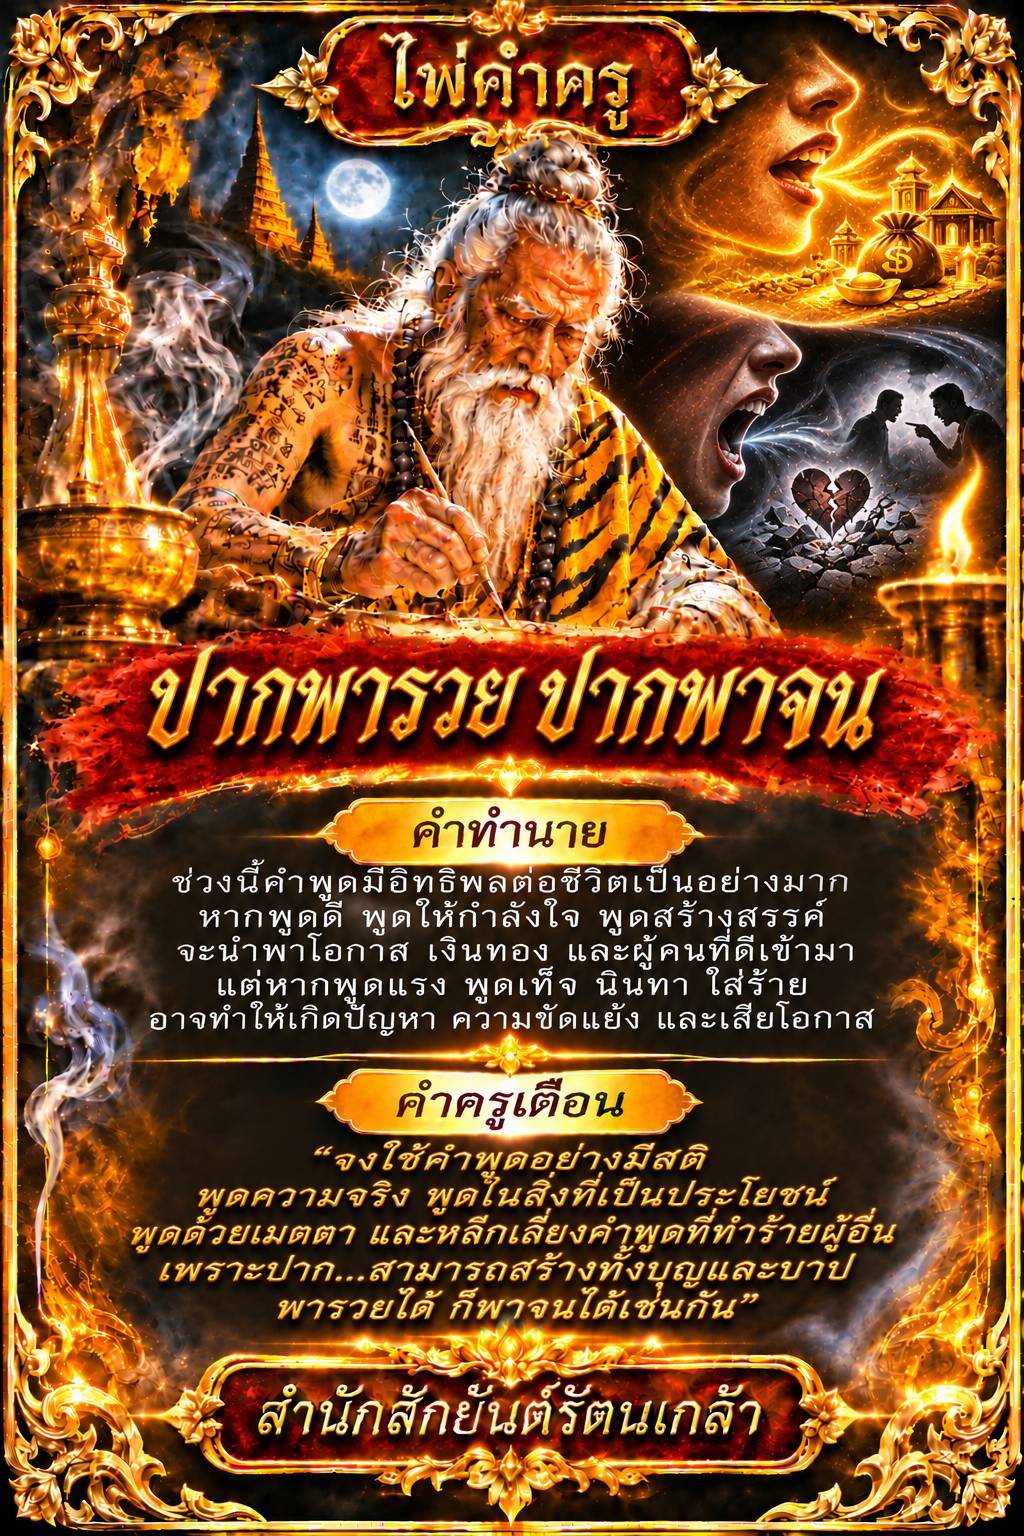 ไพ่คำครู
$
ปากพารวย ปากพาจน
คำทำนาย
ช่วงนี้คำพูดมีอิทธิพลต่อชีวิตเป็นอย่างมาก
หากพูดดี พูดให้กำลังใจ พูดสร้างสรรค์
จะนำพาโอกาส เงินทอง และผู้คนที่ดีเข้ามา
แต่หากพูดแรง พูดเท็จ นินทา ใส่ร้าย
อาจทำให้เกิดปัญหา ความขัดแย้ง และเสียโอกาส
คำครูเตือน
“จงใช้คำพูดอย่างมีสติ
พูดความจริง พูดในสิ่งที่เป็นประโยชน์
พูดด้วยเมตตา และหลีกเลี่ยงคำพูดที่ทำร้ายผู้อื่น
เพราะปาก...สามารถสร้างทั้งบุญและบาป
พารวยได้ ก็พาจนได้เช่นกัน”
สำนักสักยันต์รัตนเกล้า